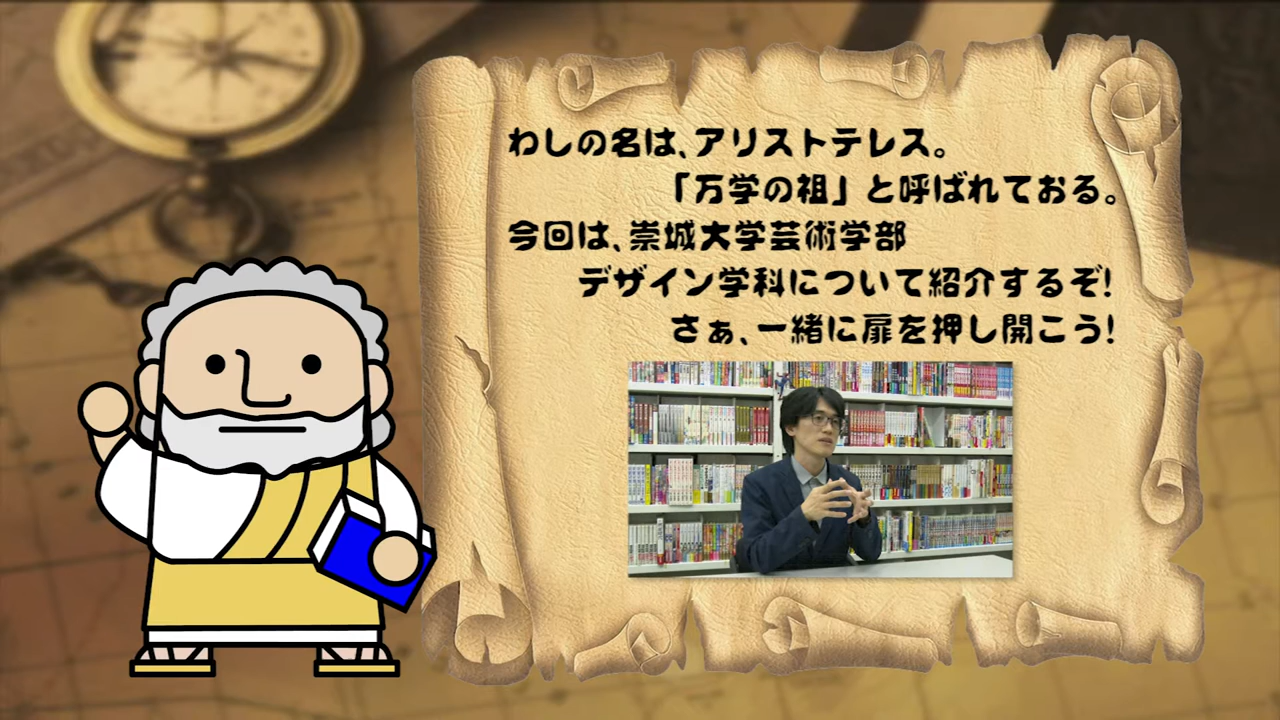 わしの名は、アリストテレス。
「万学の祖」と呼ばれておる。
今回は、崇城大学芸術学部
デザイン学科について紹介するぞ!
さぁ、一緒に扉を押し開こう!